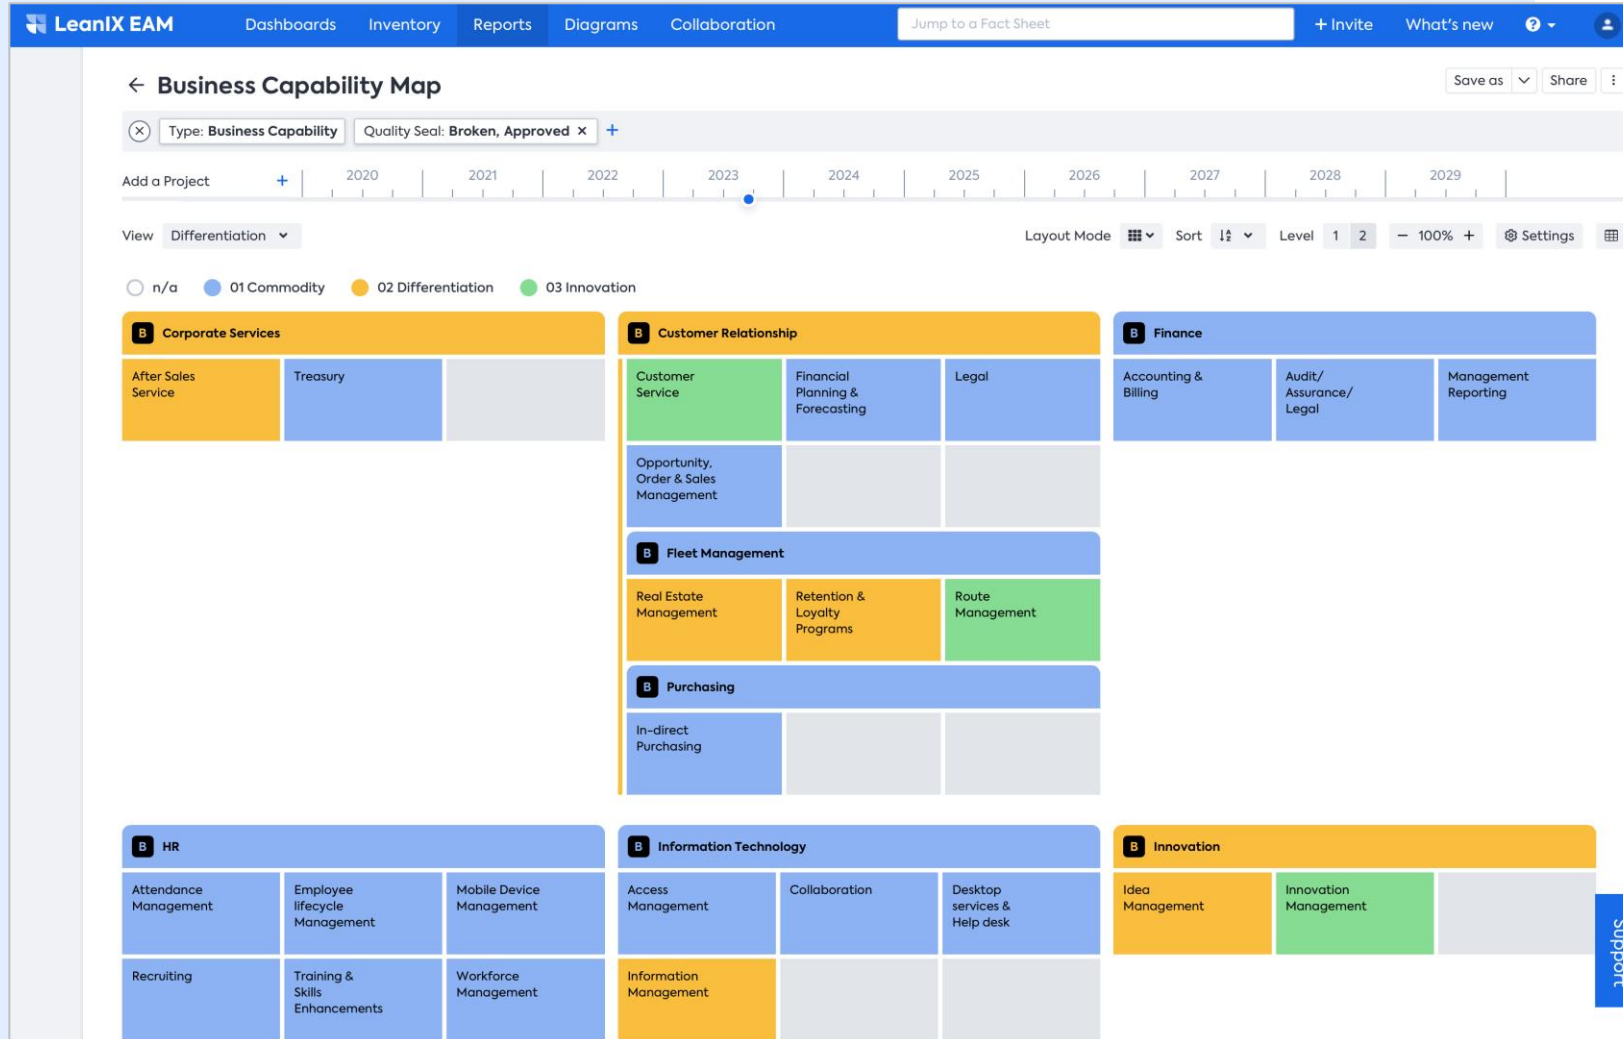 LeanIX EAM Dashboards Inventory Reports Diagrams Collaboration Jump to a Fact Sheet + Invite What's new ?
← Business Capability Map
Save as Share
Type: Business Capability Quality Seal: Broken, Approved × +
Add a Project + 2020 2021 2022 2023 2024 2025 2026 2027 2028 2029
View Differentiation Layout Mode Sort Level 1 2 − 100% + Settings
n/a 01 Commodity 02 Differentiation 03 Innovation
B Corporate Services
After Sales
Service
Treasury
B Customer Relationship
Customer
Service
Financial
Planning &
Forecasting
Legal
Opportunity,
Order & Sales
Management
B Fleet Management
Real Estate
Management
Retention &
Loyalty
Programs
Route
Management
B Purchasing
In-direct
Purchasing
B Finance
Accounting &
Billing
Audit/
Assurance/
Legal
Management
Reporting
B HR
Attendance
Management
Employee
lifecycle
Management
Mobile Device
Management
Recruiting
Training &
Skills
Enhancements
Workforce
Management
B Information Technology
Access
Management
Collaboration
Desktop
services &
Help desk
Information
Management
B Innovation
Idea
Management
Innovation
Management
Support